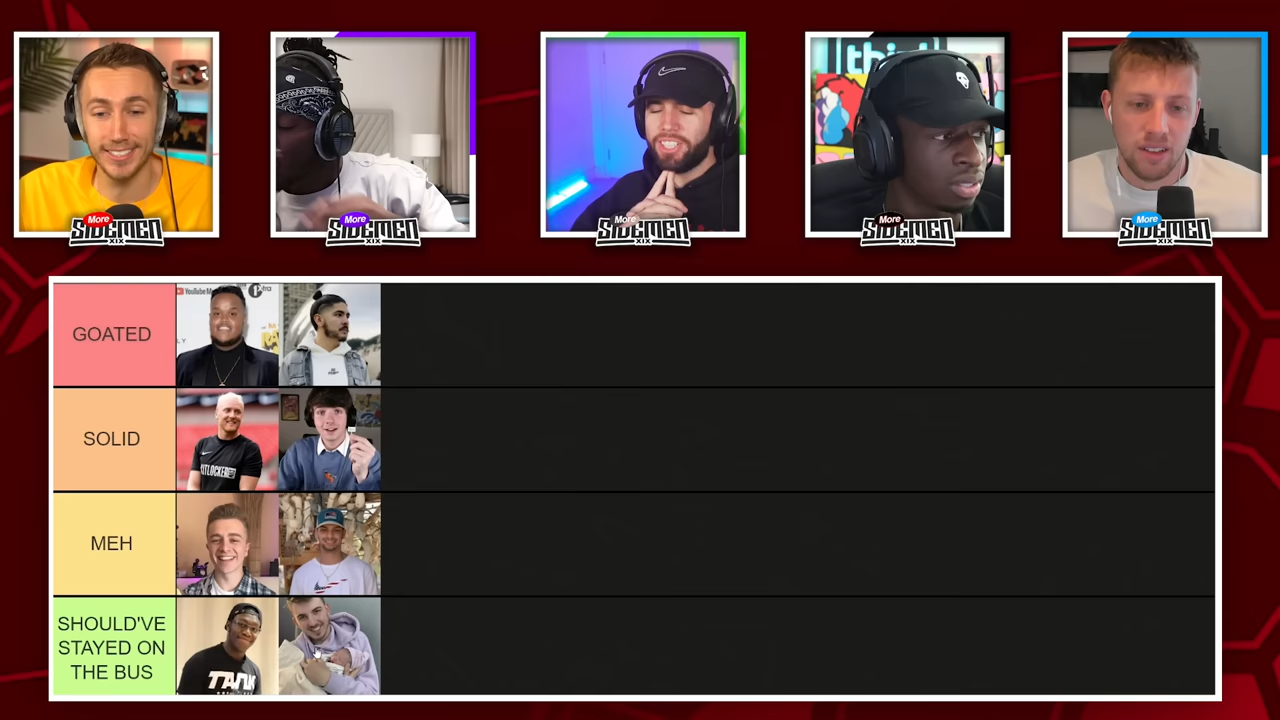 More
SIDEMEN
XIX
More
SIDEMEN
XIX
More
SIDEMEN
XIX
More
SIDEMEN
XIX
More
SIDEMEN
XIX
GOATED
YouTube M
SOLID
MEH
SHOULD'VE
STAYED ON
THE BUS